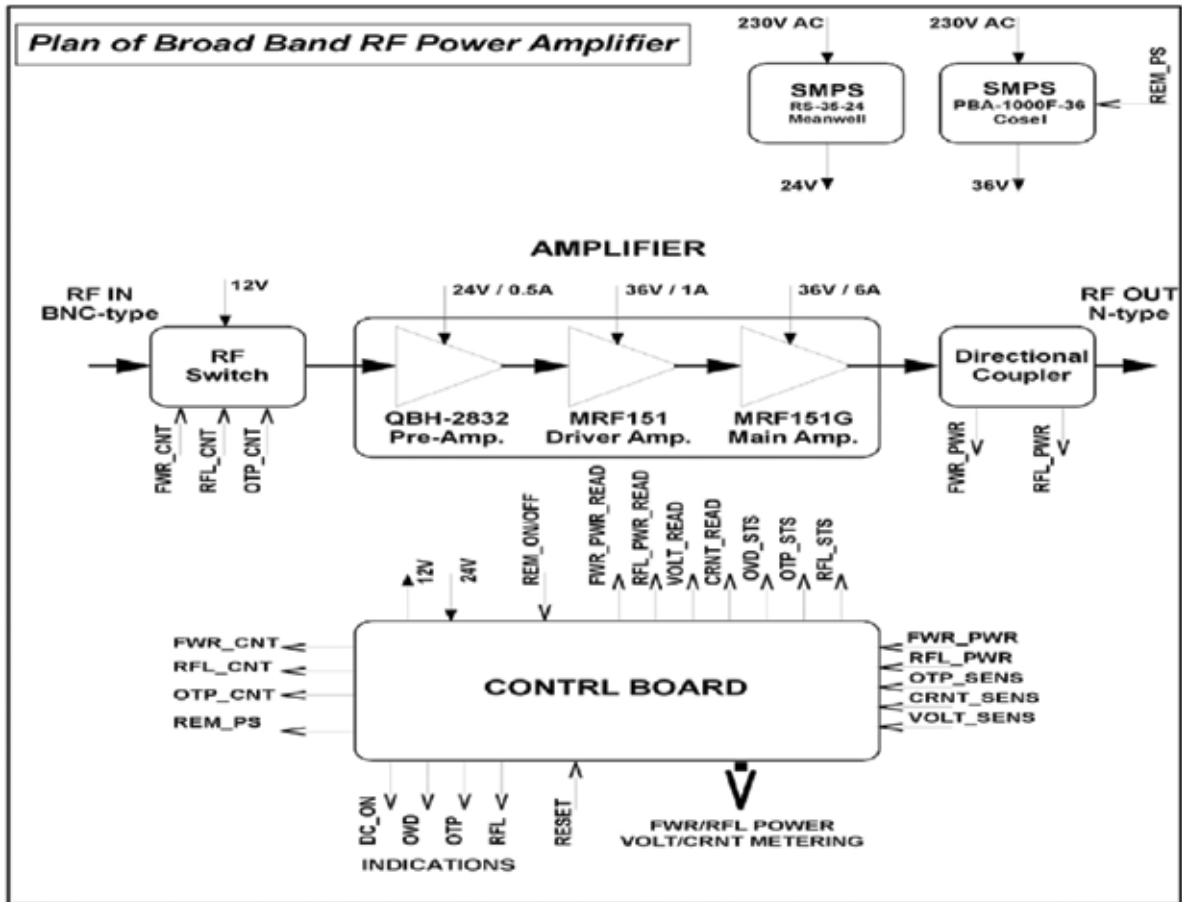 Plan of Broad Band RF Power Amplifier
230V AC
230V AC
SMPS
RS-35-24
Meanwell
SMPS
PBA-1000F-36
Cosel
REM_PS
24V
36V
AMPLIFIER
RF IN
BNC-type
12V
24V / 0.5A
36V / 1A
36V / 6A
RF OUT
N-type
RF
Switch
Directional
Coupler
QBH-2832
Pre-Amp.
MRF151
Driver Amp.
MRF151G
Main Amp.
FWR_CNT
RFL_CNT
OTP_CNT
FWR_PWR
RFL_PWR
12V
24V
REM_ON/OFF
FWR_PWR_READ
RFL_PWR_READ
VOLT_READ
CRNT_READ
OVD_STS
OTP_STS
RFL_STS
FWR_CNT
RFL_CNT
OTP_CNT
REM_PS
CONTRL BOARD
FWR_PWR
RFL_PWR
OTP_SENS
CRNT_SENS
VOLT_SENS
DC_ON
OVD
OTP
RFL
RESET
INDICATIONS
FWR/RFL POWER
VOLT/CRNT METERING